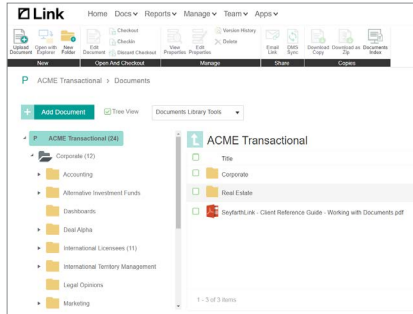 Link
Home Docs Reports Manage Team Apps
Upload Document
Open with Explorer
New Folder
Edit Document
Checkout
Checkin
Discard Checkout
View Properties
Edit Properties
Version History
Delete
Email Link
DMS Sync
Download Copy
Download as Zip
Documents Index
New
Open And Checkout
Manage
Share
Copies
P ACME Transactional > Documents
+ Add Document
Tree View
Documents Library Tools
P ACME Transactional (24)
Corporate (12)
Accounting
Alternative Investment Funds
Dashboards
Deal Alpha
International Licensees (11)
International Territory Management
Legal Opinions
Marketing
t ACME Transactional
Title
Corporate
Real Estate
SeyfarthLink - Client Reference Guide - Working with Documents.pdf
1 - 3 of 3 items